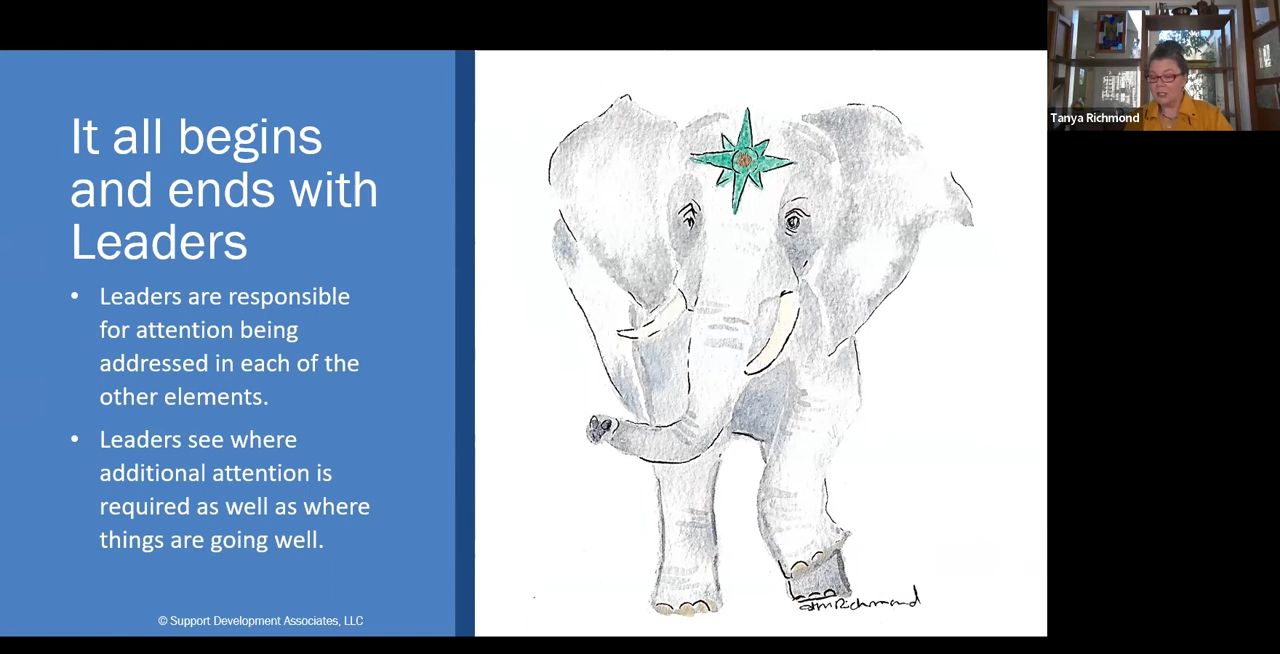 It all begins
and ends with
Leaders
• Leaders are responsible
for attention being
addressed in each of the
other elements.
• Leaders see where
additional attention is
required as well as where
things are going well.
© Support Development Associates, LLC
Richmond
Tanya Richmond